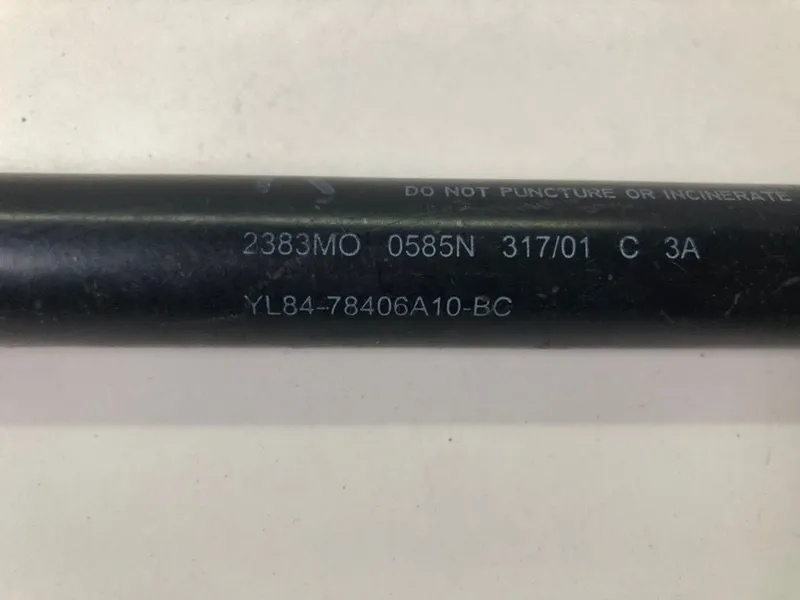 DO NOT PUNCTURE OR INCINERATE
2383MO 0585N 317/01 C 3A
YL84-78406A10-BC